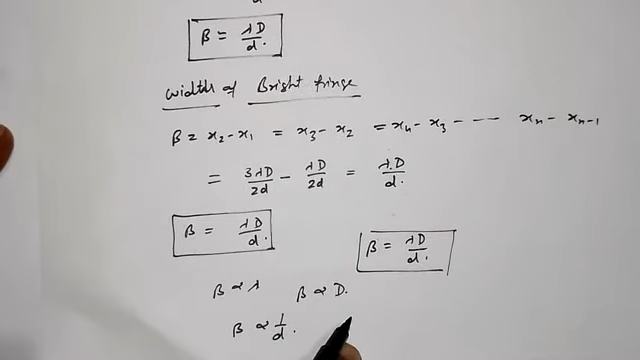 d.
β = λD/d.
width of Bright fringe
β = x₂ - x₁ = x₃ - x₂ = x₄ - x₃ - - - - - xₙ - xₙ₋₁
= 3λD/2d - λD/2d = λD/d.
β = λD/d. β = λD/d.
β ∝ λ β ∝ D.
β ∝ 1/d.